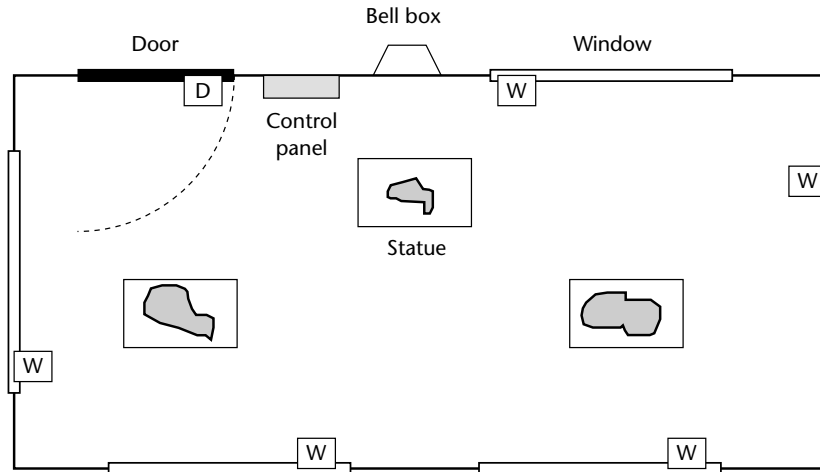 Bell box
Door
Window
D
W
Control
panel
W
Statue
W
W
W